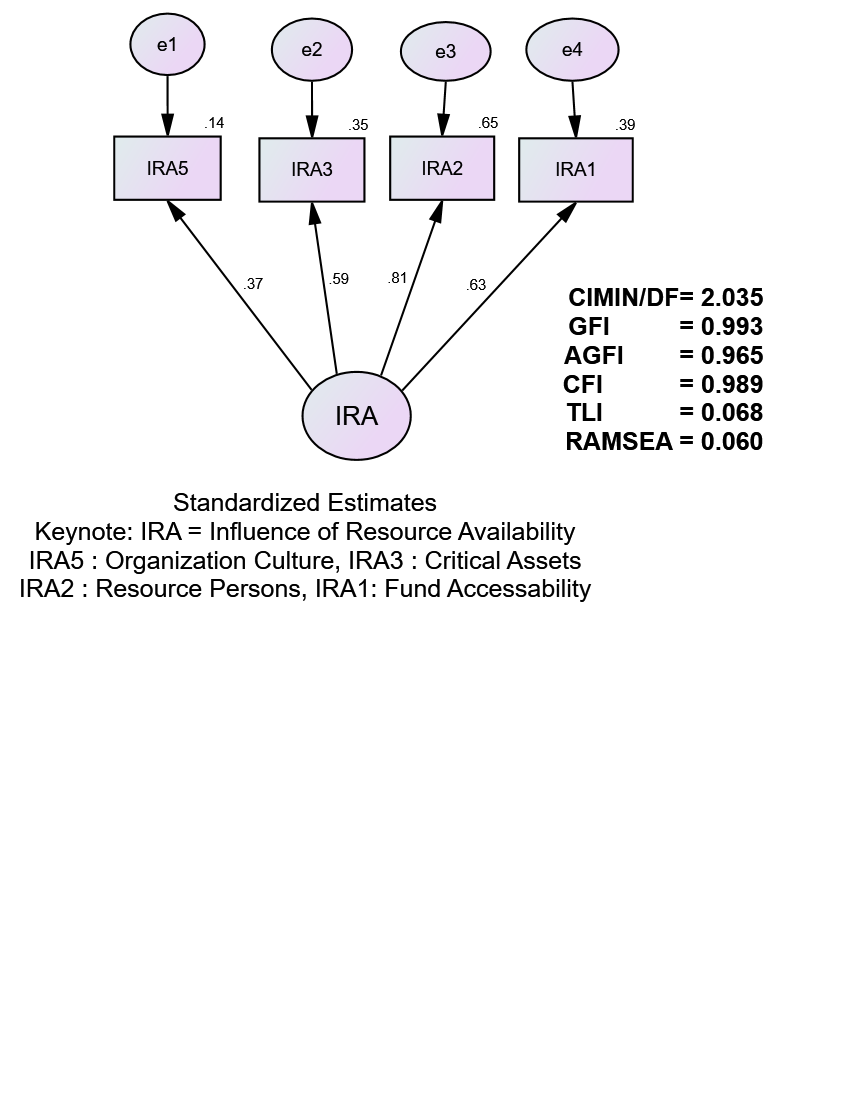 e1
e2
e3
e4
.14
.35
.65
.39
IRA5
IRA3
IRA2
IRA1
.37
.59
.81
.63
CIMIN/DF= 2.035
GFI = 0.993
AGFI = 0.965
CFI = 0.989
TLI = 0.068
RAMSEA = 0.060
IRA
Standardized Estimates
Keynote: IRA = Influence of Resource Availability
IRA5 : Organization Culture, IRA3 : Critical Assets
IRA2 : Resource Persons, IRA1: Fund Accessability